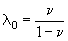 λ₀ = ν / (1 − ν)